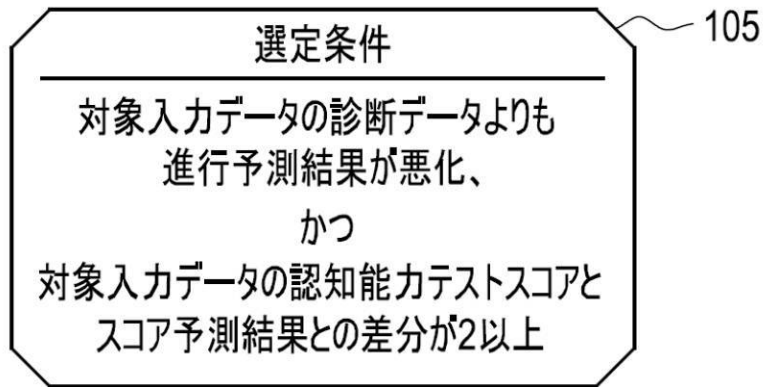 選定条件
105
対象入力データの診断データよりも
進行予測結果が悪化、
かつ
対象入力データの認知能力テストスコアと
スコア予測結果との差分が2以上